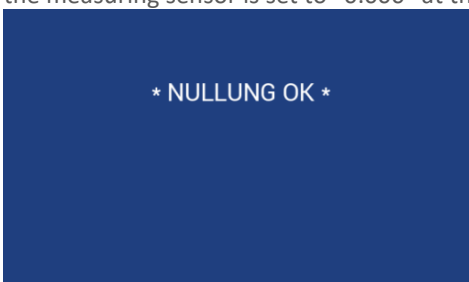 the measuring sensor is set to "0.000" at
* NULLUNG OK *